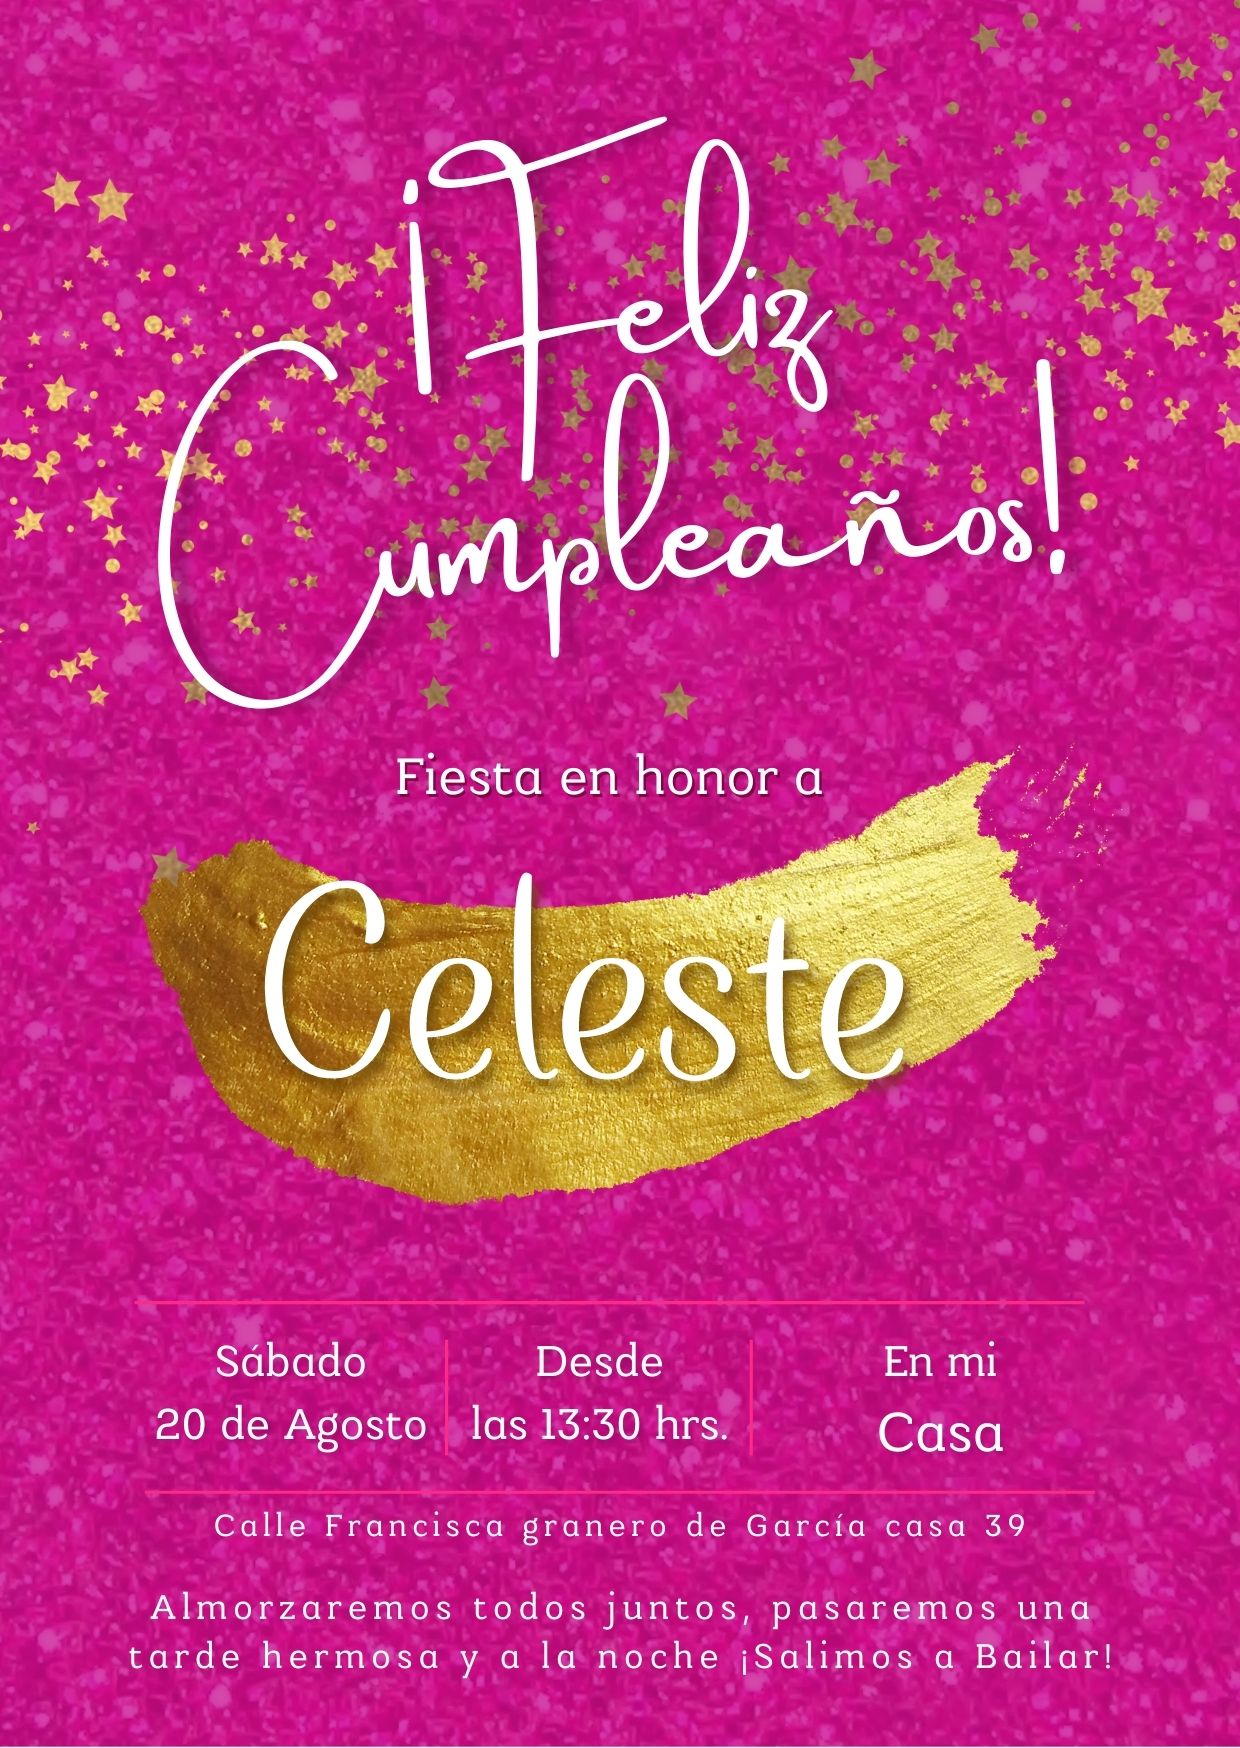 ¡Feliz
Cumpleaños!
Fiesta en honor a
Celeste
Sábado
20 de Agosto
Desde
las 13:30 hrs.
En mi
Casa
Calle Francisca granero de García casa 39
Almorzaremos todos juntos, pasaremos una
tarde hermosa y a la noche ¡Salimos a Bailar!